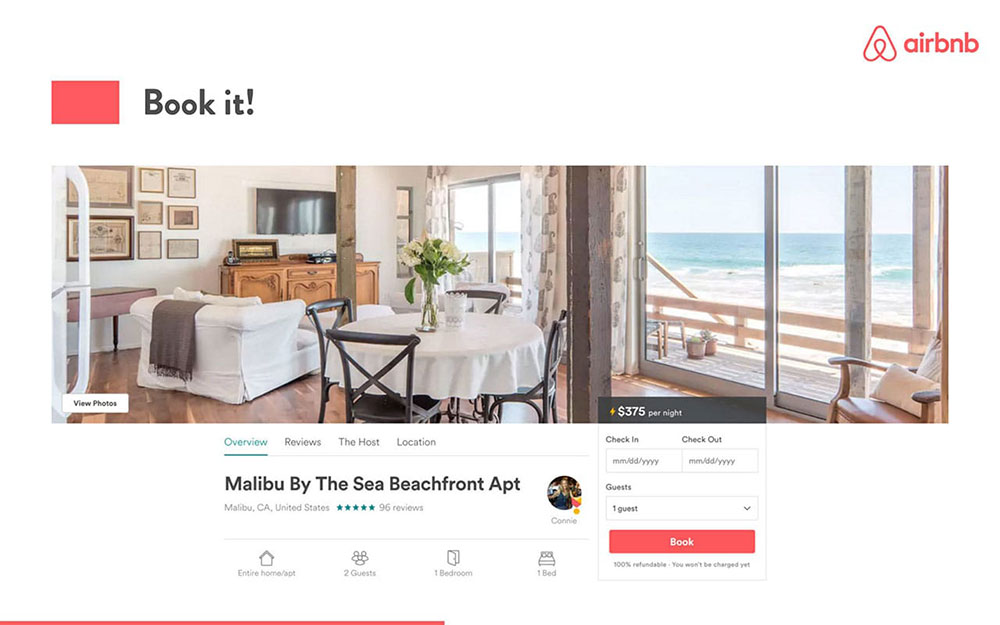 airbnb
Book it!
View Photos
$375 per night
Overview Reviews The Host Location
Check In Check Out
mm/dd/yyyy mm/dd/yyyy
Malibu By The Sea Beachfront Apt
Malibu, CA, United States 96 reviews
Connie
Guests
1 guest
Book
100% refundable · You won't be charged yet
Entire home/apt 2 Guests 1 Bedroom 1 Bed